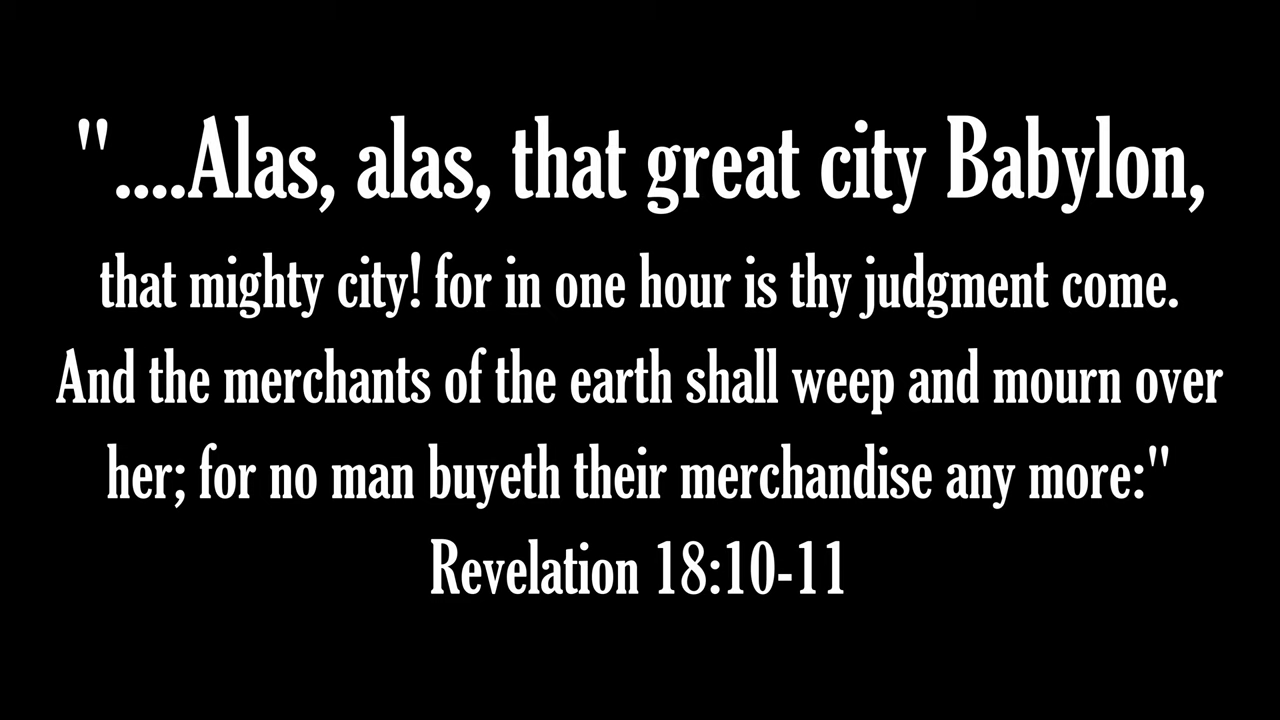 "....Alas, alas, that great city Babylon,
that mighty city! for in one hour is thy judgment come.
And the merchants of the earth shall weep and mourn over
her; for no man buyeth their merchandise any more:"
Revelation 18:10-11